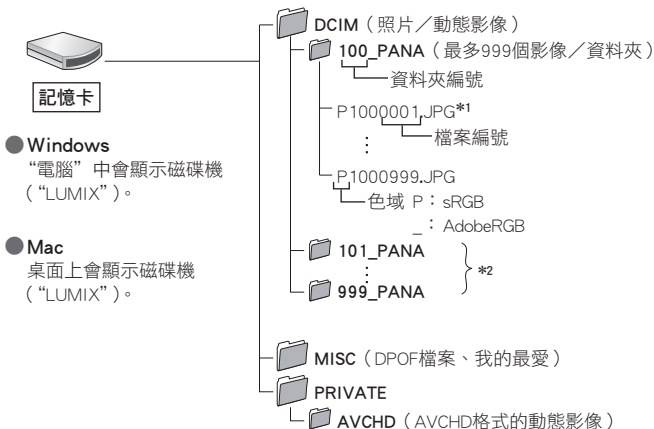 記憶卡
●Windows
“電腦”中會顯示磁碟機
（“LUMIX”）。
●Mac
桌面上會顯示磁碟機
（“LUMIX”）。
DCIM（照片／動態影像）
100_PANA（最多999個影像／資料夾）
資料夾編號
P1000001.JPG*1
檔案編號
⋮
P1000999.JPG
色域 P：sRGB
_：AdobeRGB
101_PANA
⋮
*2
999_PANA
MISC（DPOF檔案、我的最愛）
PRIVATE
AVCHD（AVCHD格式的動態影像）